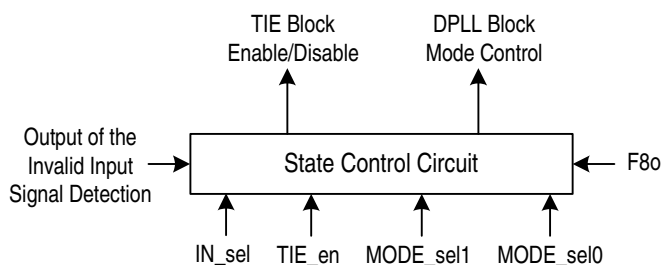 TIE Block
Enable/Disable
DPLL Block
Mode Control
Output of the
Invalid Input
Signal Detection
State Control Circuit
F8o
IN_sel
TIE_en
MODE_sel1
MODE_sel0